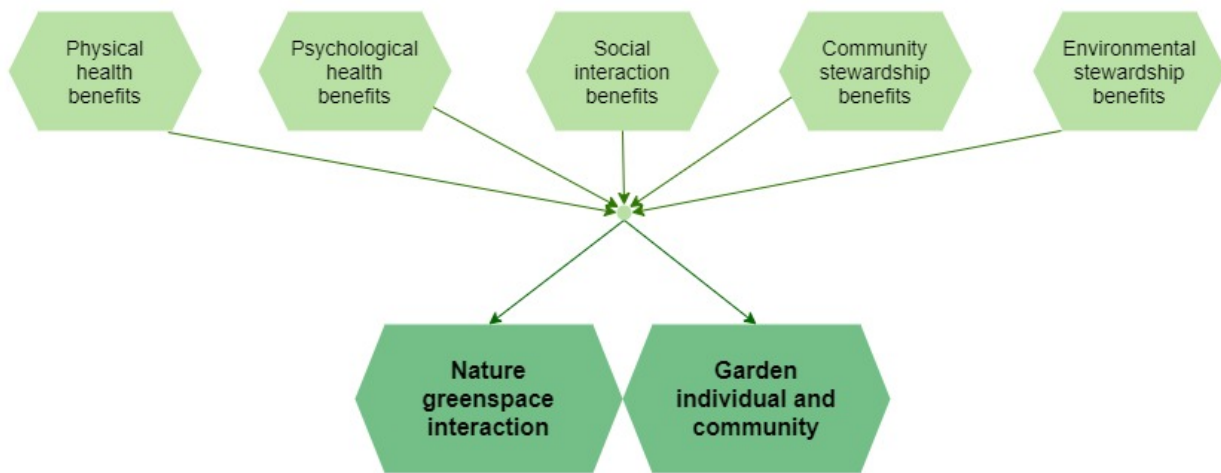 Physical
health
benefits
Psychological
health
benefits
Social
interaction
benefits
Community
stewardship
benefits
Environmental
stewardship
benefits
Nature
greenspace
interaction
Garden
individual and
community